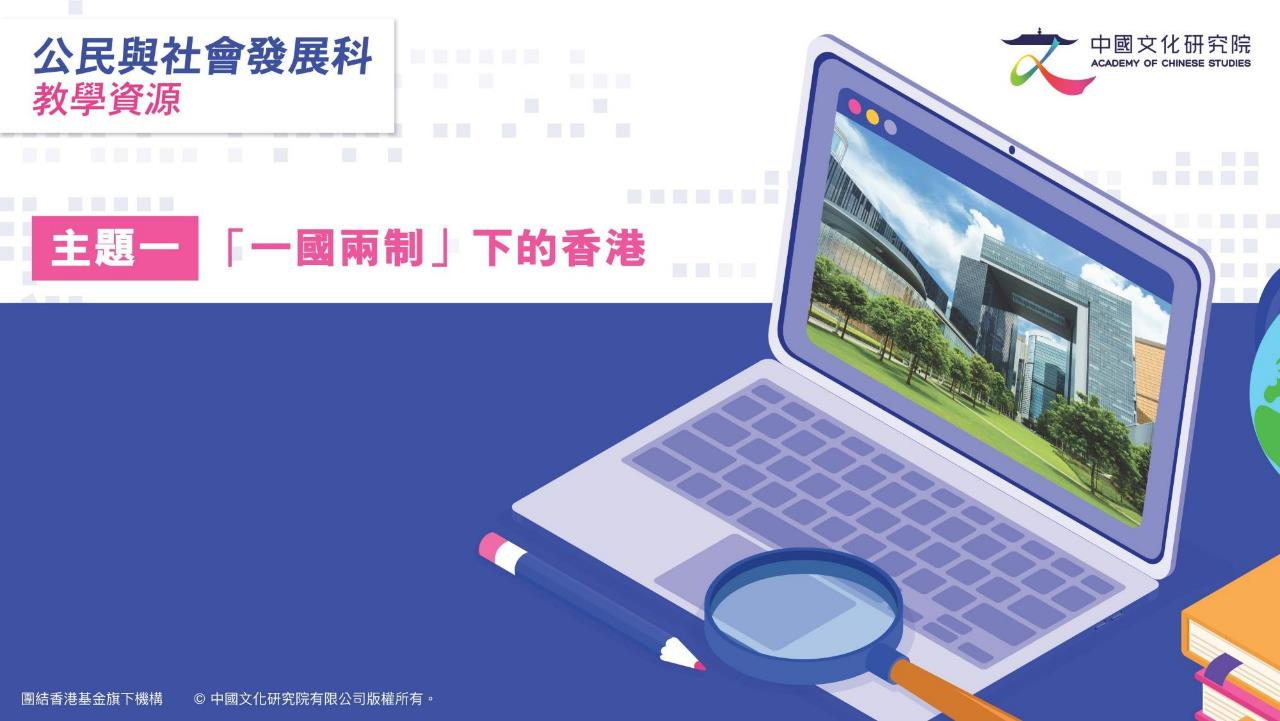 公民與社會發展科
教學資源
中國文化研究院
ACADEMY OF CHINESE STUDIES
主題一 「一國兩制」下的香港
團結香港基金旗下機構 © 中國文化研究院有限公司版權所有。